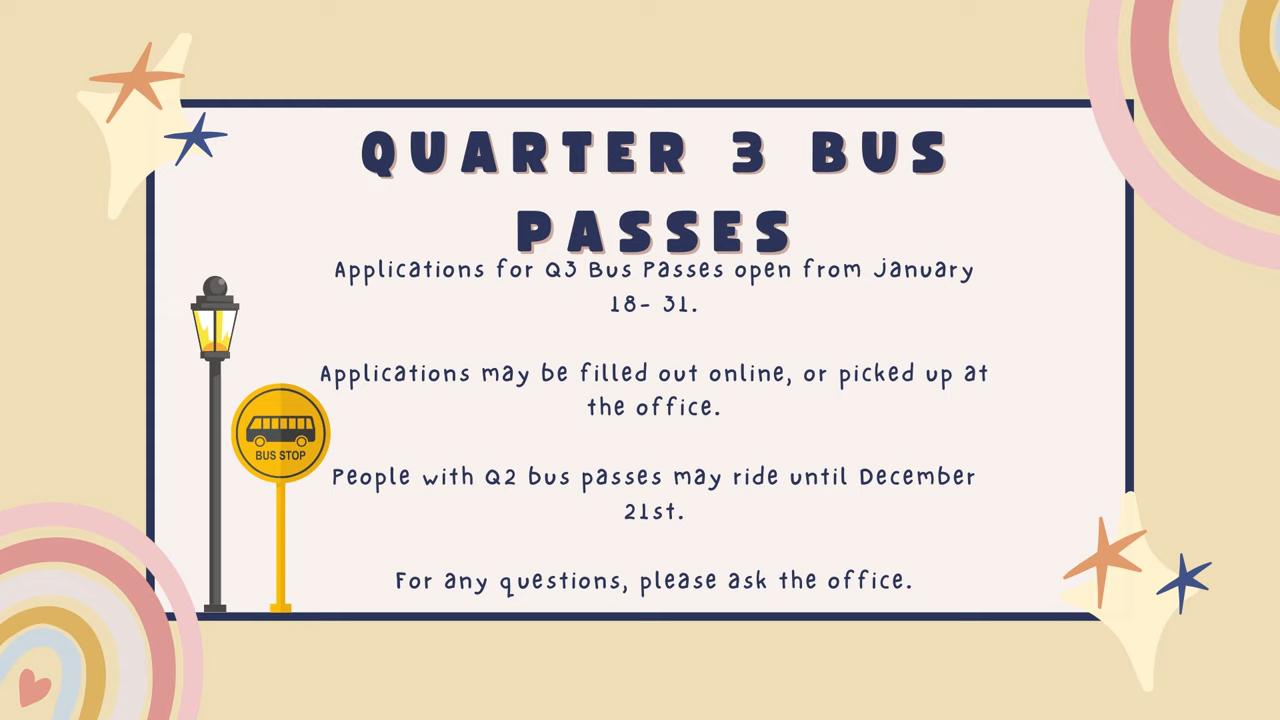 QUARTER 3 BUS
PASSES
Applications for Q3 Bus Passes open from January
18- 31.
Applications may be filled out online, or picked up at
the office.
BUS STOP
People with Q2 bus passes may ride until December
21st.
For any questions, please ask the office.